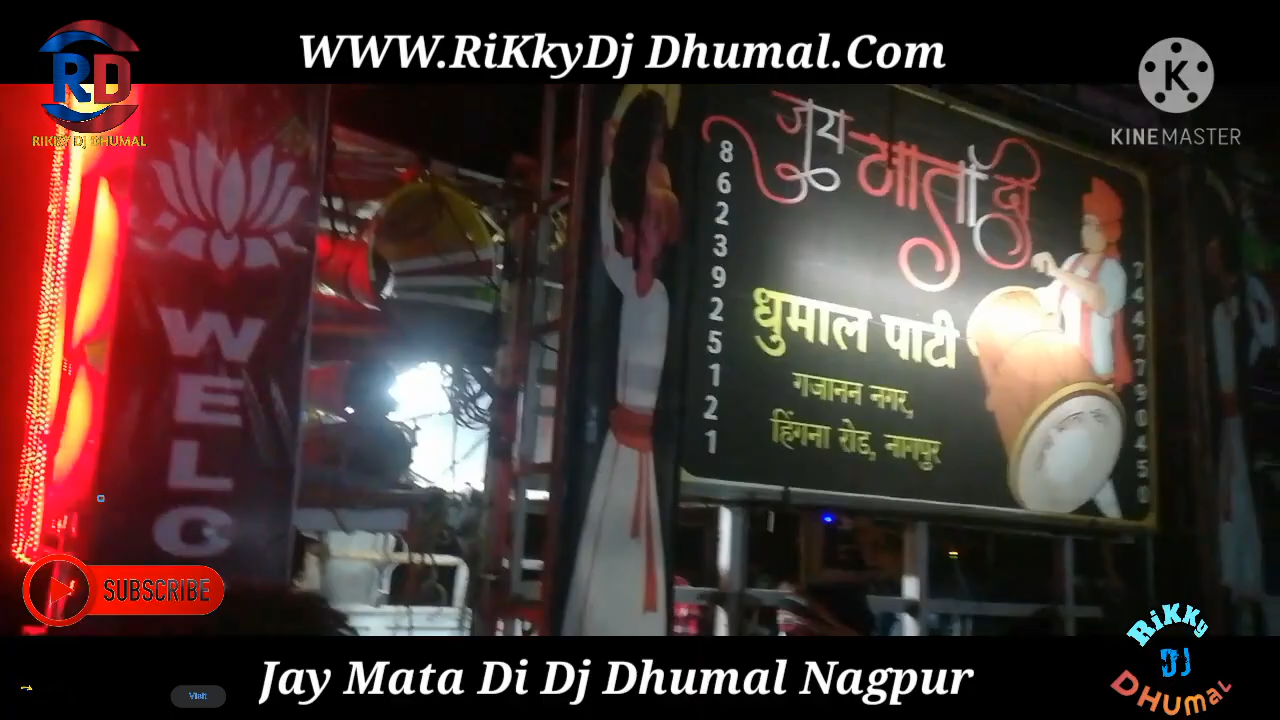 WWW.RiKkyDj Dhumal.Com
RD
RIKKY DJ DHUMAL
K
KINEMASTER
जय माता दी
8623925121
7447790450
धुमाल पाटी
गजानन नगर,
हिंगना रोड, नागपुर
WELC
SUBSCRIBE
Visit
Jay Mata Di Dj Dhumal Nagpur
RiKKy
DJ
DHUMaL